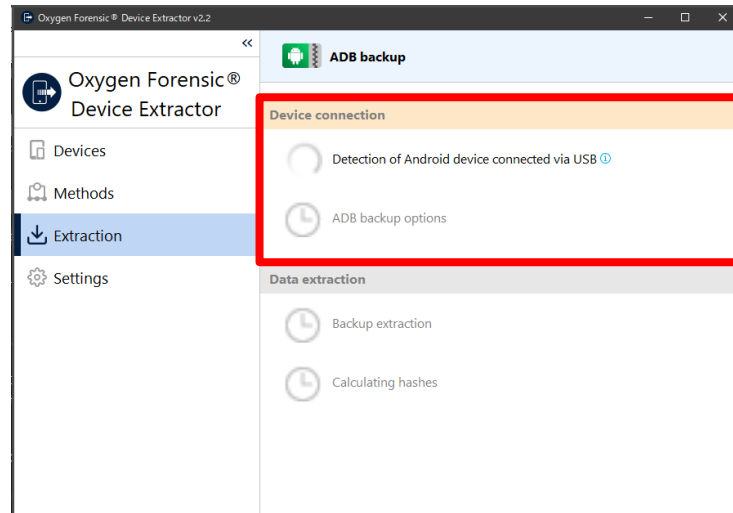 Oxygen Forensic® Device Extractor v2.2
«
ADB backup
Oxygen Forensic®
Device Extractor
Device connection
Devices
Detection of Android device connected via USB
Methods
ADB backup options
Extraction
Settings
Data extraction
Backup extraction
Calculating hashes